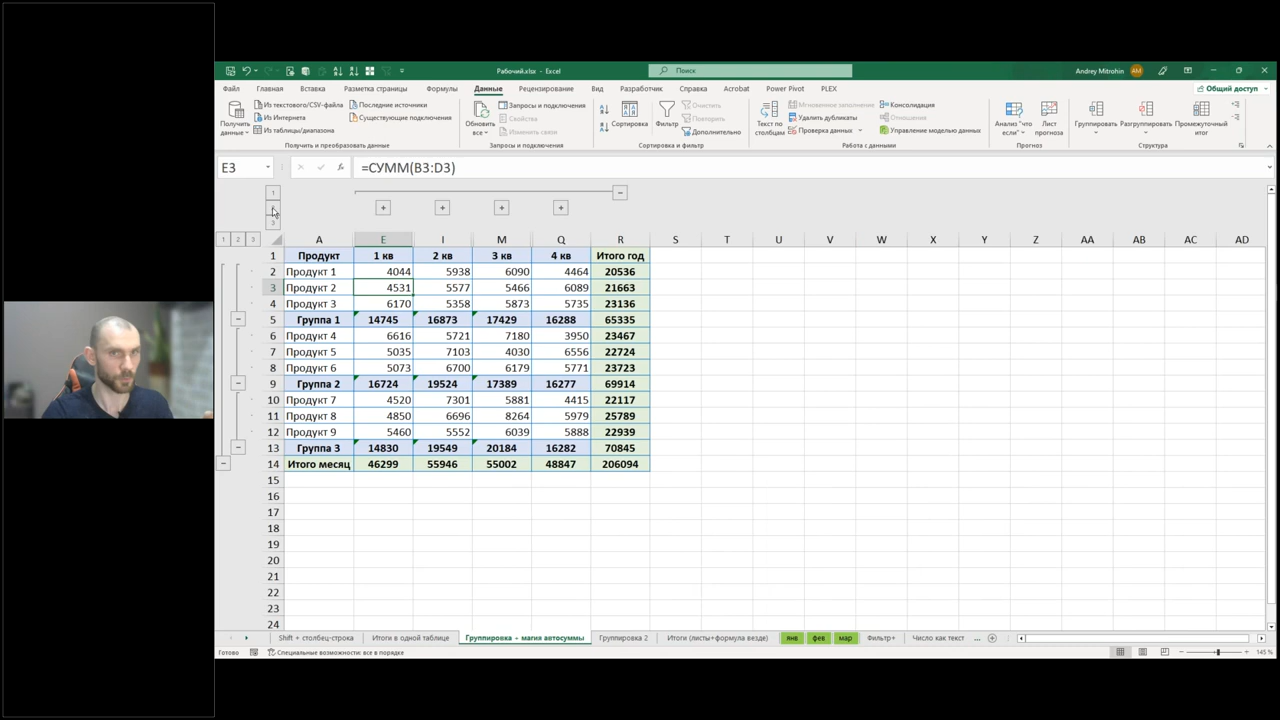 Рабочий.xlsx - Excel
Поиск
Andrey Mitrohin AM
Файл Главная Вставка Разметка страницы Формулы Данные Рецензирование Вид Разработчик Справка Acrobat Power Pivot PLEX Общий доступ
Получить данные
Из текстового/CSV-файла
Из Интернета
Из таблицы/диапазона
Последние источники
Существующие подключения
Обновить все
Запросы и подключения
Свойства
Изменить связи
Сортировка
Фильтр
Очистить
Повторить
Дополнительно
Текст по столбцам
Мгновенное заполнение
Удалить дубликаты
Проверка данных
Консолидация
Отношения
Управление моделью данных
Анализ "что если"
Лист прогноза
Группировать
Разгруппировать
Промежуточный итог
Получить и преобразовать данные Запросы и подключения Сортировка и фильтр Работа с данными Прогноз Структура
E3 fx =СУММ(B3:D3)
1
3
1 2 3
A E I M Q R S T U V W X Y Z AA AB AC AD
1 Продукт 1 кв 2 кв 3 кв 4 кв Итого год
2 Продукт 1 4044 5938 6090 4464 20536
3 Продукт 2 4531 5577 5466 6089 21663
4 Продукт 3 6170 5358 5873 5735 23136
5 Группа 1 14745 16873 17429 16288 65335
6 Продукт 4 6616 5721 7180 3950 23467
7 Продукт 5 5035 7103 4030 6556 22724
8 Продукт 6 5073 6700 6179 5771 23723
9 Группа 2 16724 19524 17389 16277 69914
10 Продукт 7 4520 7301 5881 4415 22117
11 Продукт 8 4850 6696 8264 5979 25789
12 Продукт 9 5460 5552 6039 5888 22939
13 Группа 3 14830 19549 20184 16282 70845
14 Итого месяц 46299 55946 55002 48847 206094
15
16
17
18
19
20
21
22
23
24
Shift + столбец-строка Итоги в одной таблице Группировка + магия автосуммы Группировка 2 Итоги (листы+формула везде) янв фев мар Фильтр+ Число как текст ...
Готово Специальные возможности: все в порядке 145 %